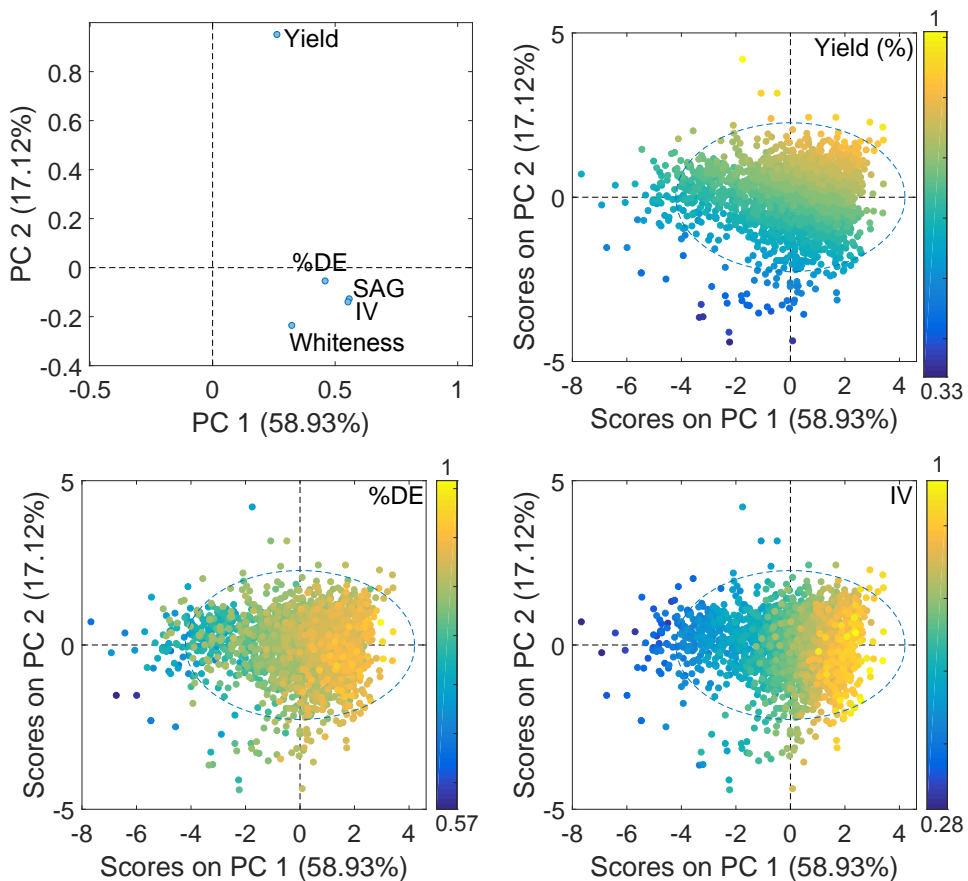 Yield
%DE
SAG
IV
Whiteness
0.8
0.6
0.4
0.2
0
-0.2
-0.4
-0.5
0
0.5
1
PC 2 (17.12%)
PC 1 (58.93%)
Yield (%)
5
0
-5
-8
-6
-4
-2
0
2
4
Scores on PC 2 (17.12%)
Scores on PC 1 (58.93%)
1
0.33
%DE
5
0
-5
-8
-6
-4
-2
0
2
4
Scores on PC 2 (17.12%)
Scores on PC 1 (58.93%)
1
0.57
IV
5
0
-5
-8
-6
-4
-2
0
2
4
Scores on PC 2 (17.12%)
Scores on PC 1 (58.93%)
1
0.28